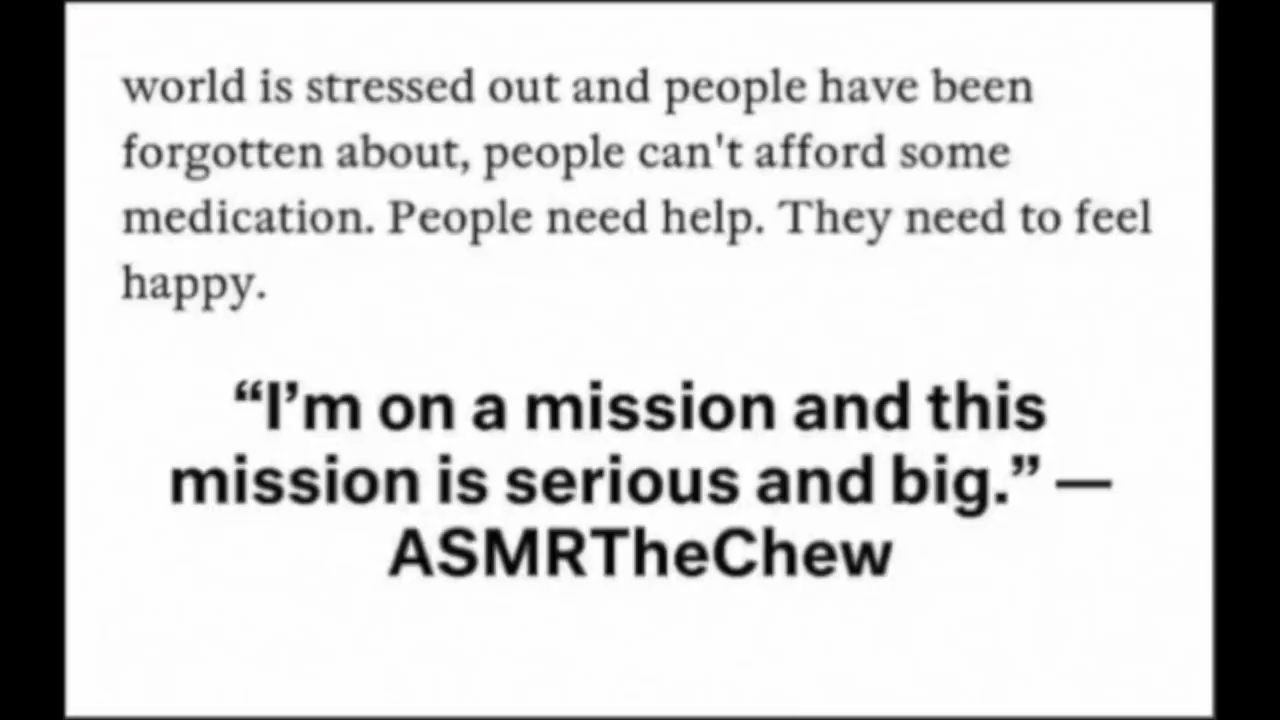 world is stressed out and people have been
forgotten about, people can't afford some
medication. People need help. They need to feel
happy.
“I’m on a mission and this
mission is serious and big.” —
ASMRTheChew